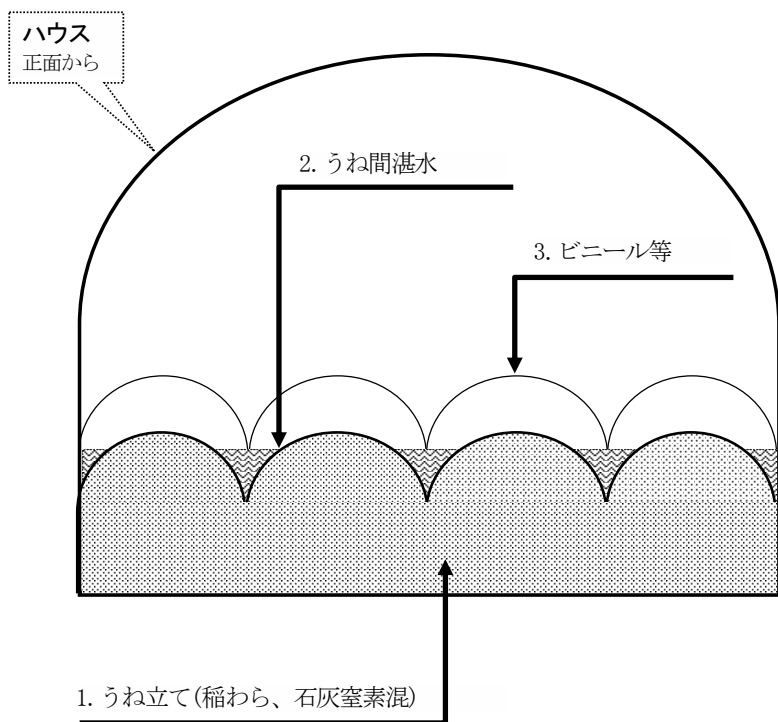 ハウス
正面から
2. うね間湛水
3. ビニール等
1. うね立て(稲わら、石灰窒素混)